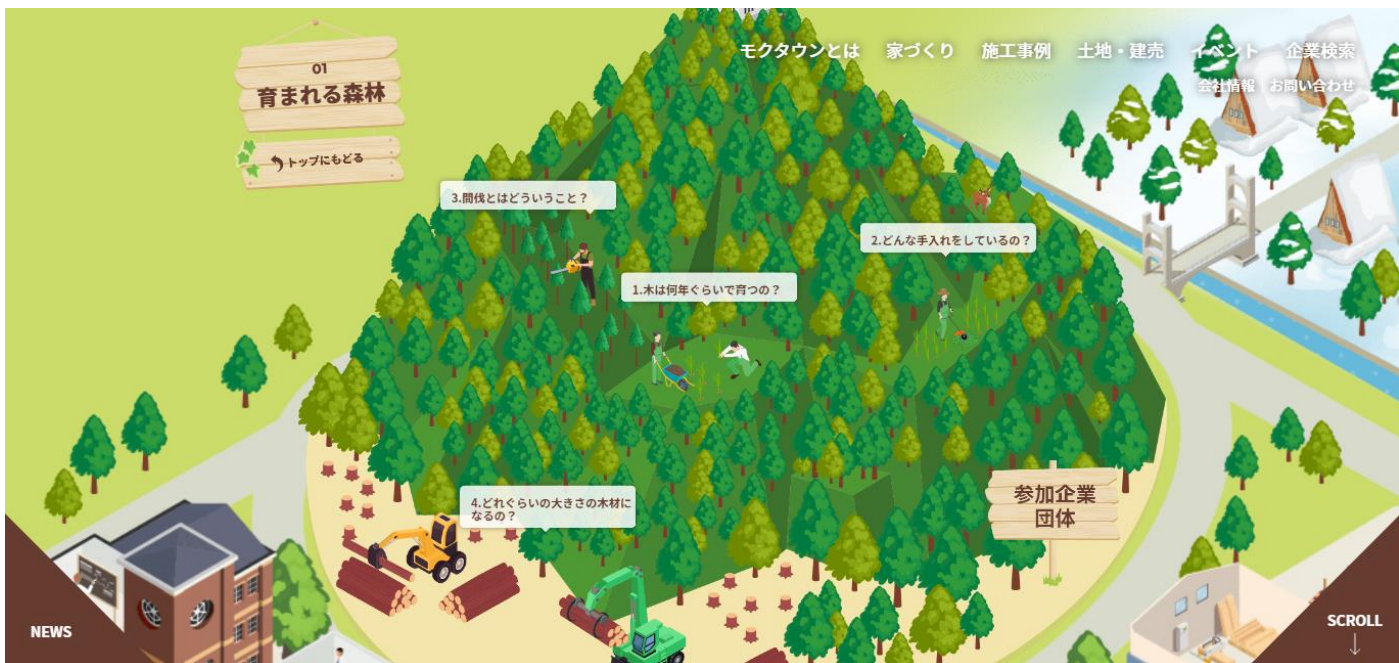 01
育まれる森林
トップにもどる
モクタウンとは 家づくり 施工事例 土地・建売 イベント 企業検索
会社情報 | お問い合わせ
3.間伐とはどういうこと？
2.どんな手入れをしているの？
1.木は何年ぐらいで育つの？
4.どれぐらいの大きさの木材に
なるの？
参加企業
団体
NEWS
SCROLL